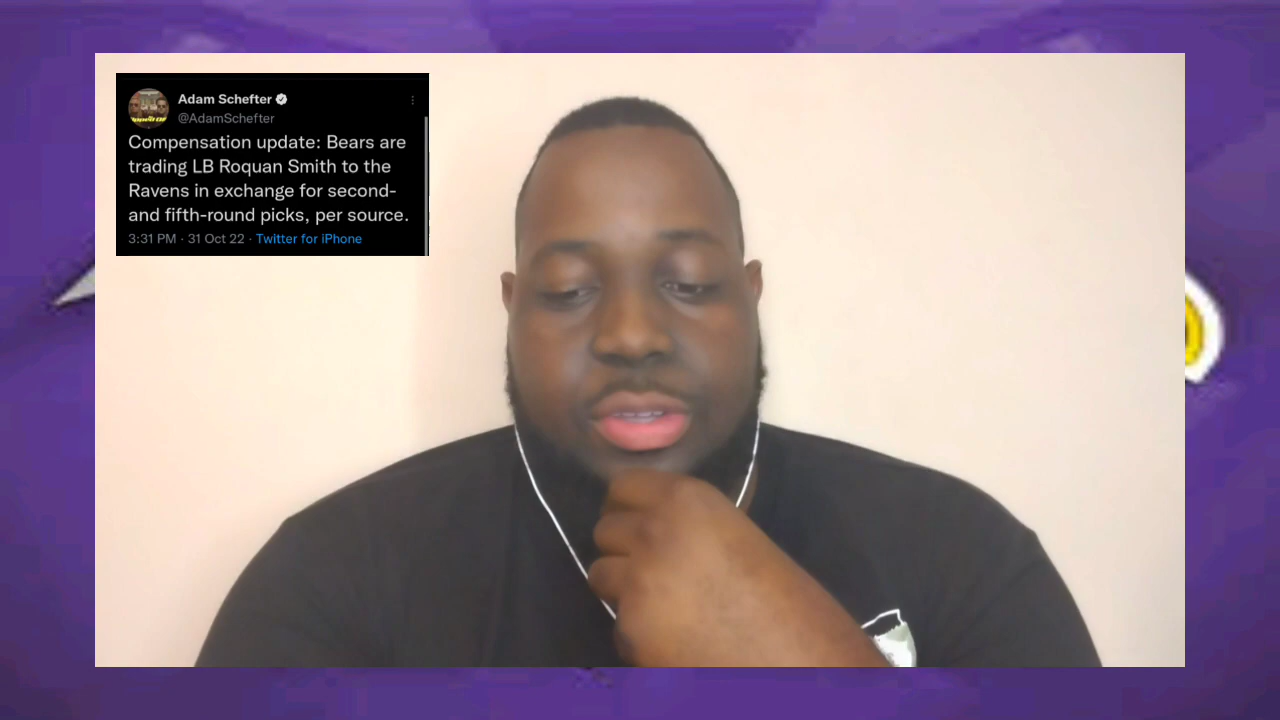 Adam Schefter
@AdamSchefter
Compensation update: Bears are
trading LB Roquan Smith to the
Ravens in exchange for second-
and fifth-round picks, per source.
3:31 PM · 31 Oct 22 · Twitter for iPhone